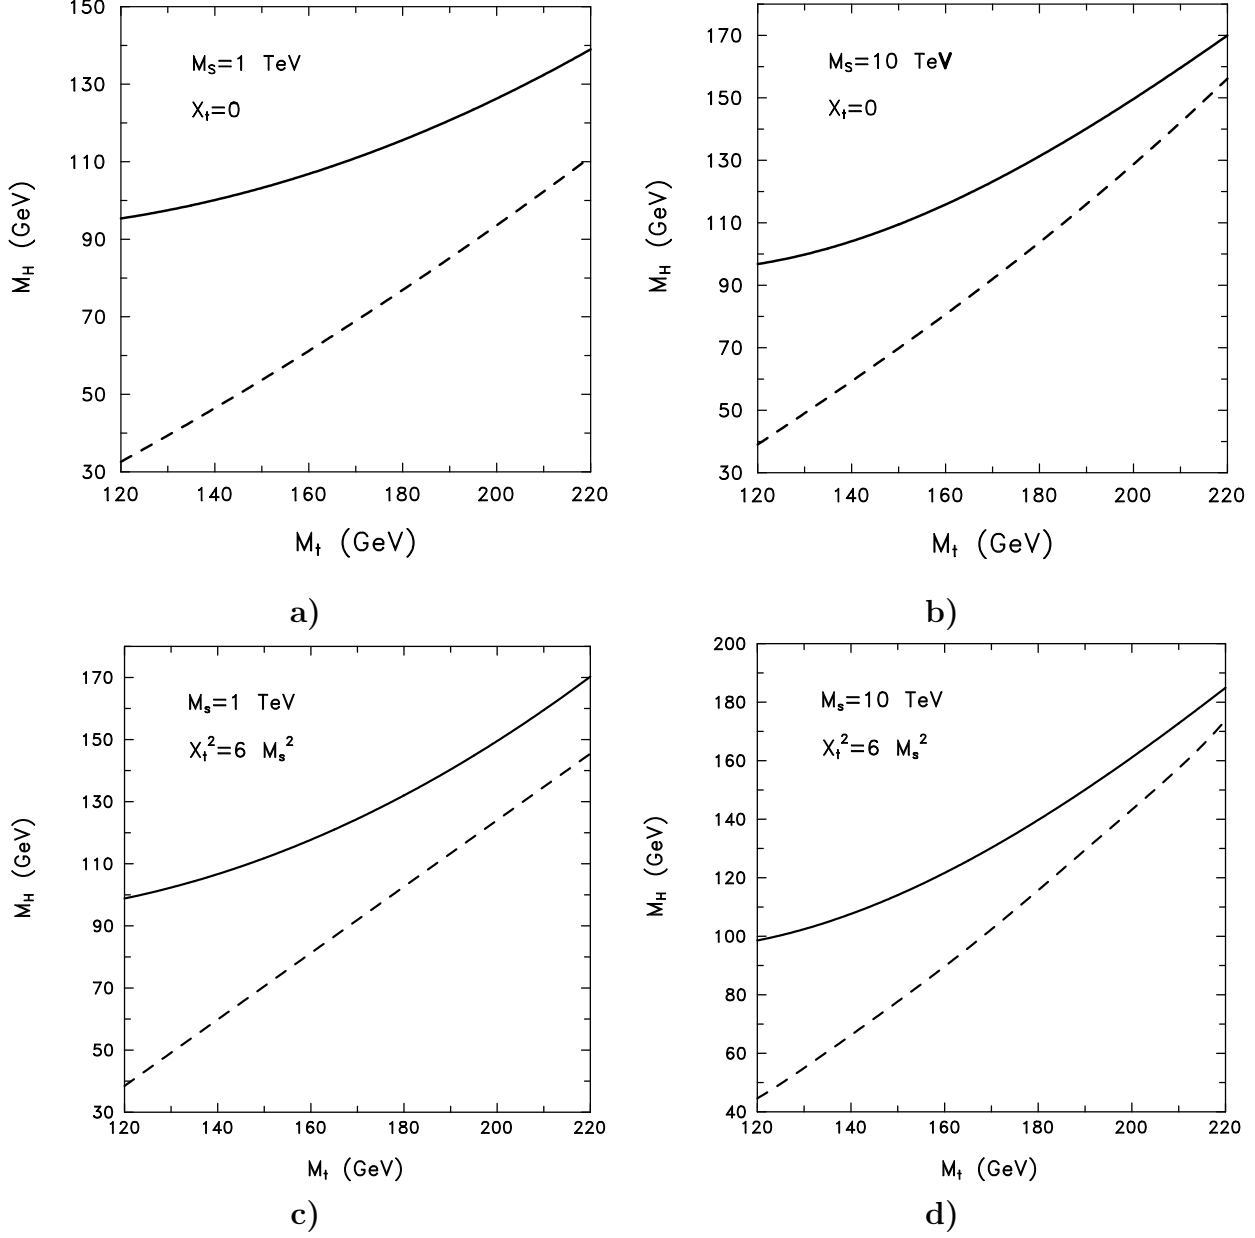 150
130
110
90
70
50
30
120 140 160 180 200 220
M_S=1 TeV
X_t=0
M_H (GeV)
M_t (GeV)
a)
170
150
130
110
90
70
50
30
120 140 160 180 200 220
M_S=10 TeV
X_t=0
M_H (GeV)
M_t (GeV)
b)
170
150
130
110
90
70
50
30
120 140 160 180 200 220
M_s=1 TeV
X_t^2=6 M_s^2
M_H (GeV)
M_t (GeV)
c)
200
180
160
140
120
100
80
60
40
120 140 160 180 200 220
M_s=10 TeV
X_t^2=6 M_s^2
M_H (GeV)
M_t (GeV)
d)